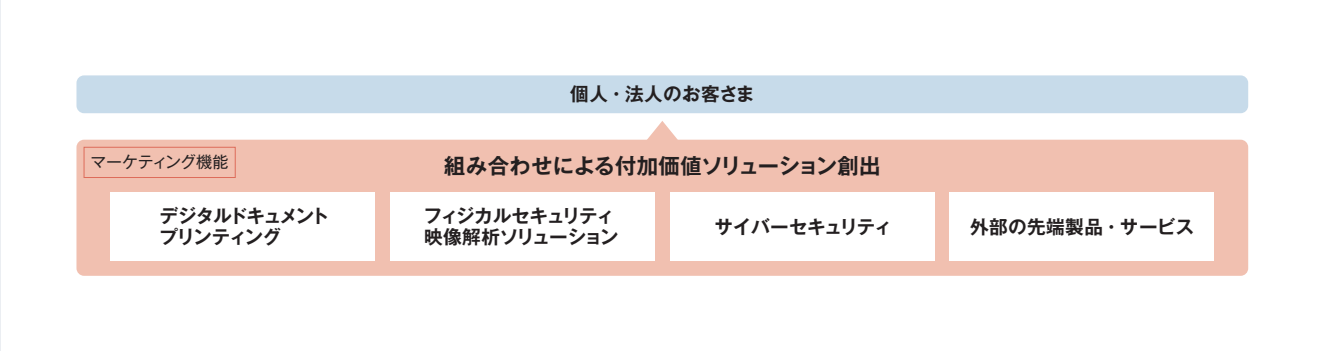 個人・法人のお客さま
マーケティング機能
組み合わせによる付加価値ソリューション創出
デジタルドキュメント
プリンティング
フィジカルセキュリティ
映像解析ソリューション
サイバーセキュリティ
外部の先端製品・サービス